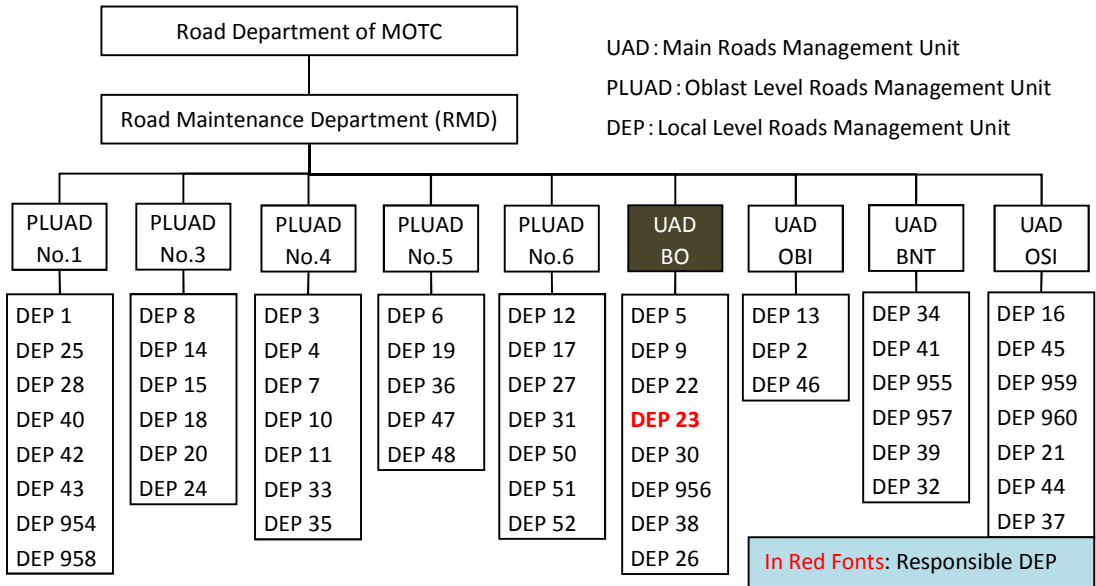 Road Department of MOTC
UAD : Main Roads Management Unit
PLUAD : Oblast Level Roads Management Unit
Road Maintenance Department (RMD)
DEP : Local Level Roads Management Unit
PLUAD
No.1
PLUAD
No.3
PLUAD
No.4
PLUAD
No.5
PLUAD
No.6
UAD
BO
UAD
OBI
UAD
BNT
UAD
OSI
DEP 1
DEP 25
DEP 28
DEP 40
DEP 42
DEP 43
DEP 954
DEP 958
DEP 8
DEP 14
DEP 15
DEP 18
DEP 20
DEP 24
DEP 3
DEP 4
DEP 7
DEP 10
DEP 11
DEP 33
DEP 35
DEP 6
DEP 19
DEP 36
DEP 47
DEP 48
DEP 12
DEP 17
DEP 27
DEP 31
DEP 50
DEP 51
DEP 52
DEP 5
DEP 9
DEP 22
DEP 23
DEP 30
DEP 956
DEP 38
DEP 26
DEP 13
DEP 2
DEP 46
DEP 34
DEP 41
DEP 955
DEP 957
DEP 39
DEP 32
DEP 16
DEP 45
DEP 959
DEP 960
DEP 21
DEP 44
DEP 37
In Red Fonts: Responsible DEP